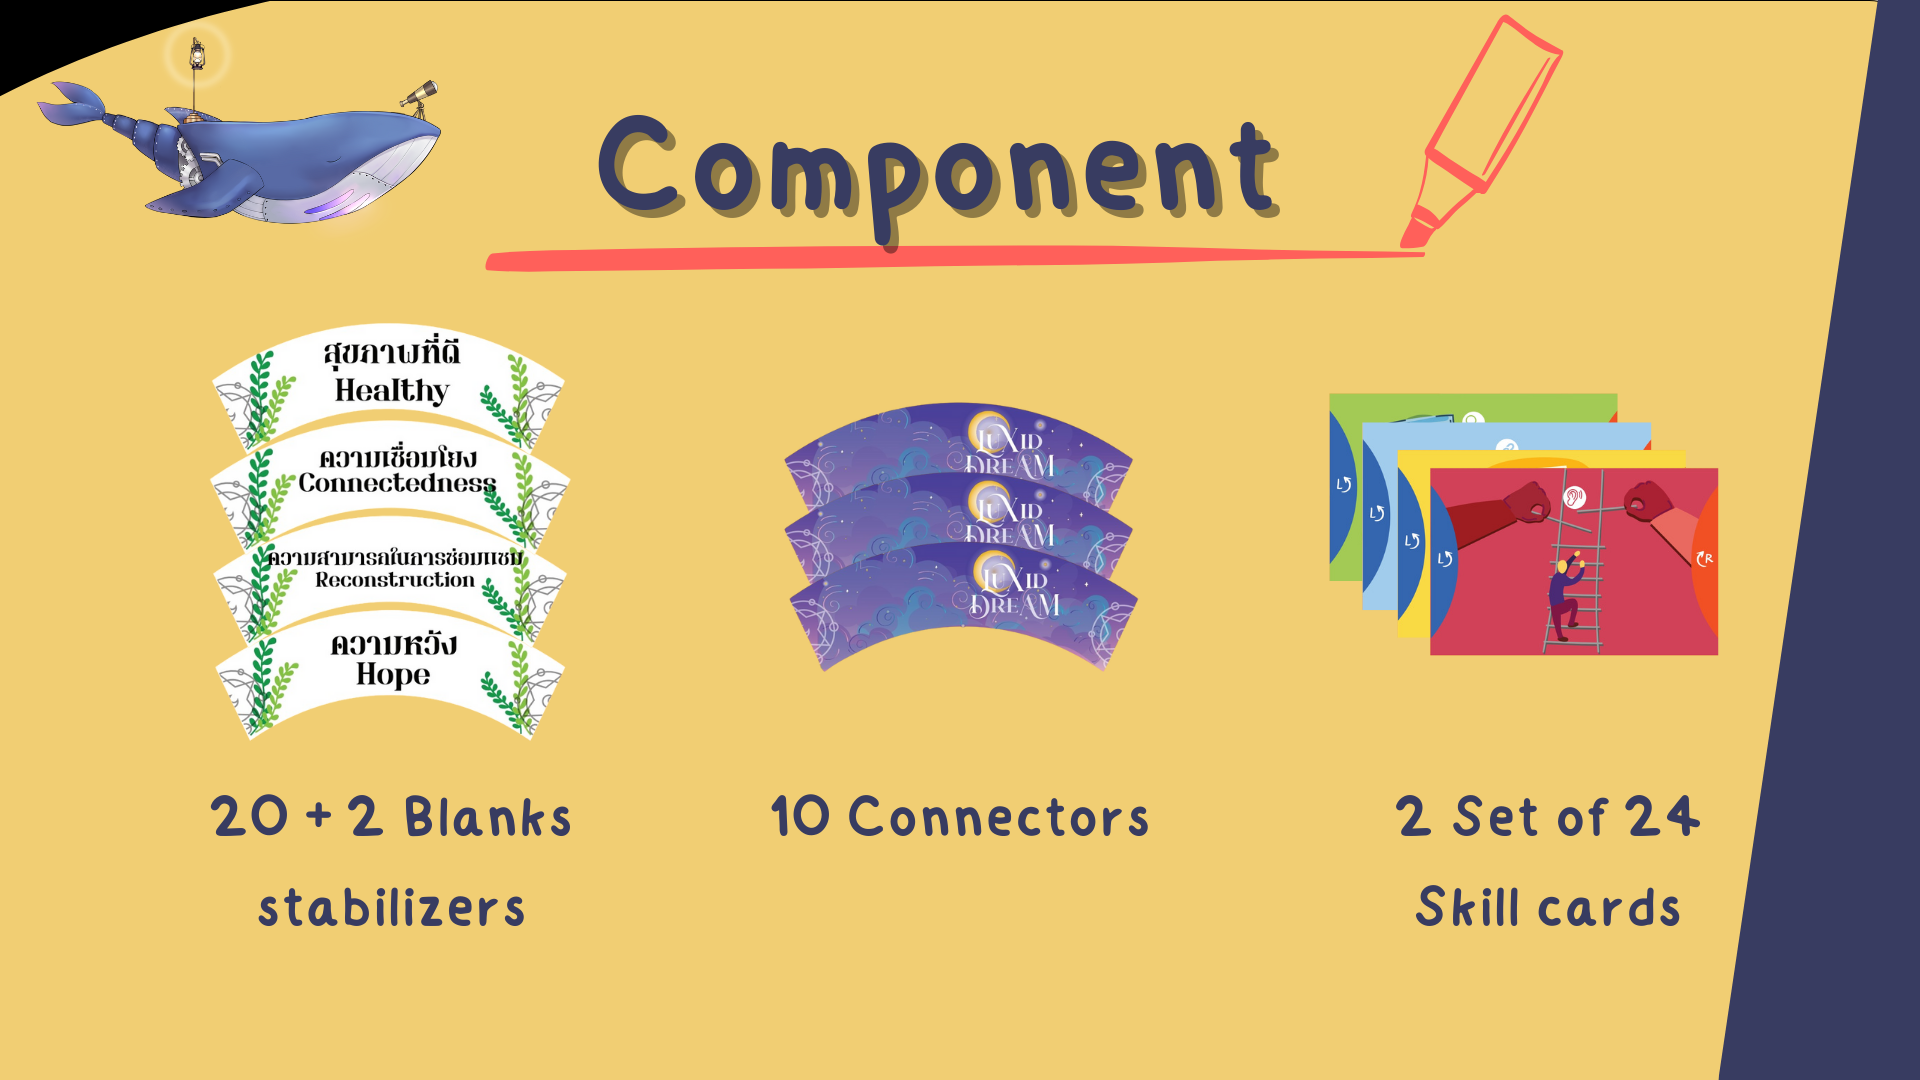 Component
สุขภาพที่ดี
Healthy
ความเชื่อมโยง
Connectedness
ความสามารถในการซ่อมแซม
Reconstruction
ความหวัง
Hope
LUXID
DREAM
LUXID
DREAM
LUXID
DREAM
L
L
L
L
R
20 + 2 Blanks
stabilizers
10 Connectors
2 Set of 24
Skill cards